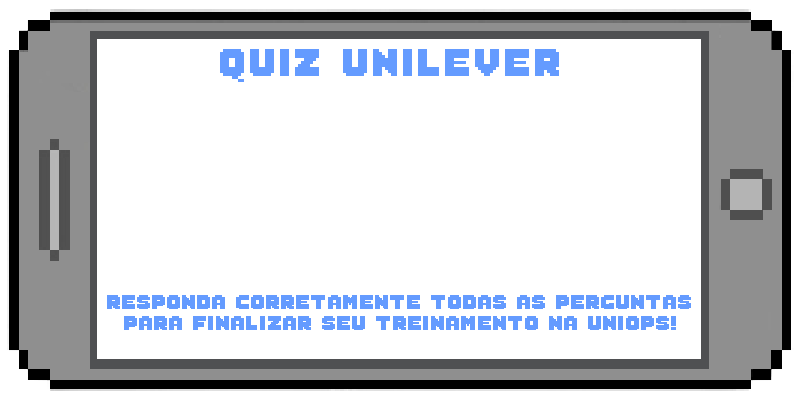 QUIZ UNILEVER
RESPONDA CORRETAMENTE TODAS AS PERGUNTAS
PARA FINALIZAR SEU TREINAMENTO NA UNIOPS!